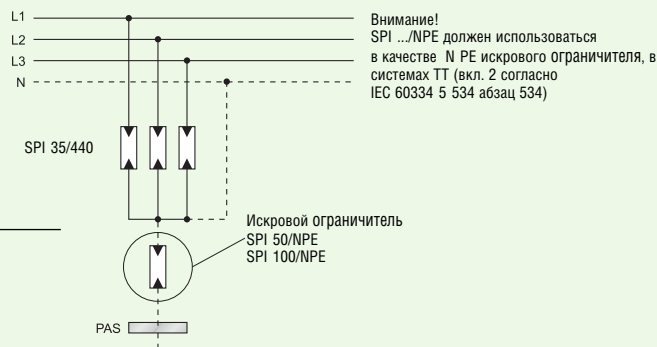 L1
L2
L3
N
Внимание!
SPI .../NPE должен использоваться
в качестве N PE искрового ограничителя, в
системах ТТ (вкл. 2 согласно
IEC 60334 5 534 абзац 534)
SPI 35/440
Искровой ограничитель
SPI 50/NPE
SPI 100/NPE
PAS